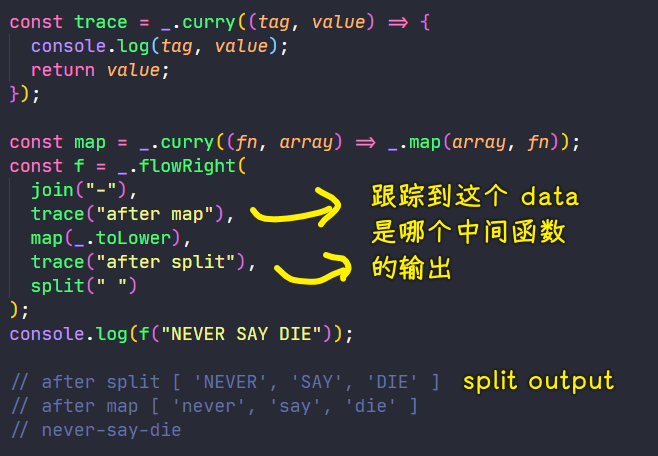 const trace = _.curry((tag, value) => {
  console.log(tag, value);
  return value;
});

const map = _.curry((fn, array) => _.map(array, fn));
const f = _.flowRight(
  join("-"),
  trace("after map"),
  map(_.toLower),
  trace("after split"),
  split(" ")
);
console.log(f("NEVER SAY DIE"));
跟踪到这个 data
是哪个中间函数
的输出

// after split [ 'NEVER', 'SAY', 'DIE' ] split output
// after map [ 'never', 'say', 'die' ]
// never-say-die